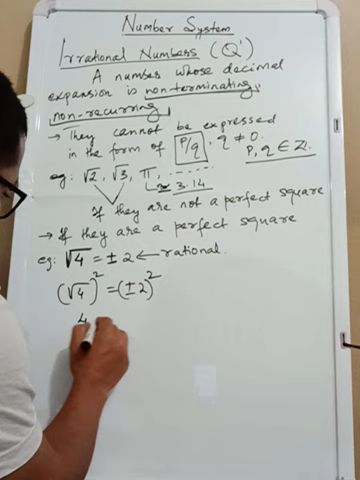 Number System
Irrational Numbers (Q')
A number whose decimal
expansion is non-terminating,
non-recurring
→ They cannot be expressed
in the form of p/q, q ≠ 0.
P, q ∈ Z.
eg: √2, √3, π, .......
≈ 3.14
If they are not a perfect square
→ If they are a perfect square
eg: √4 = ± 2 ← rational.
(√4)² = (± 2)²
4